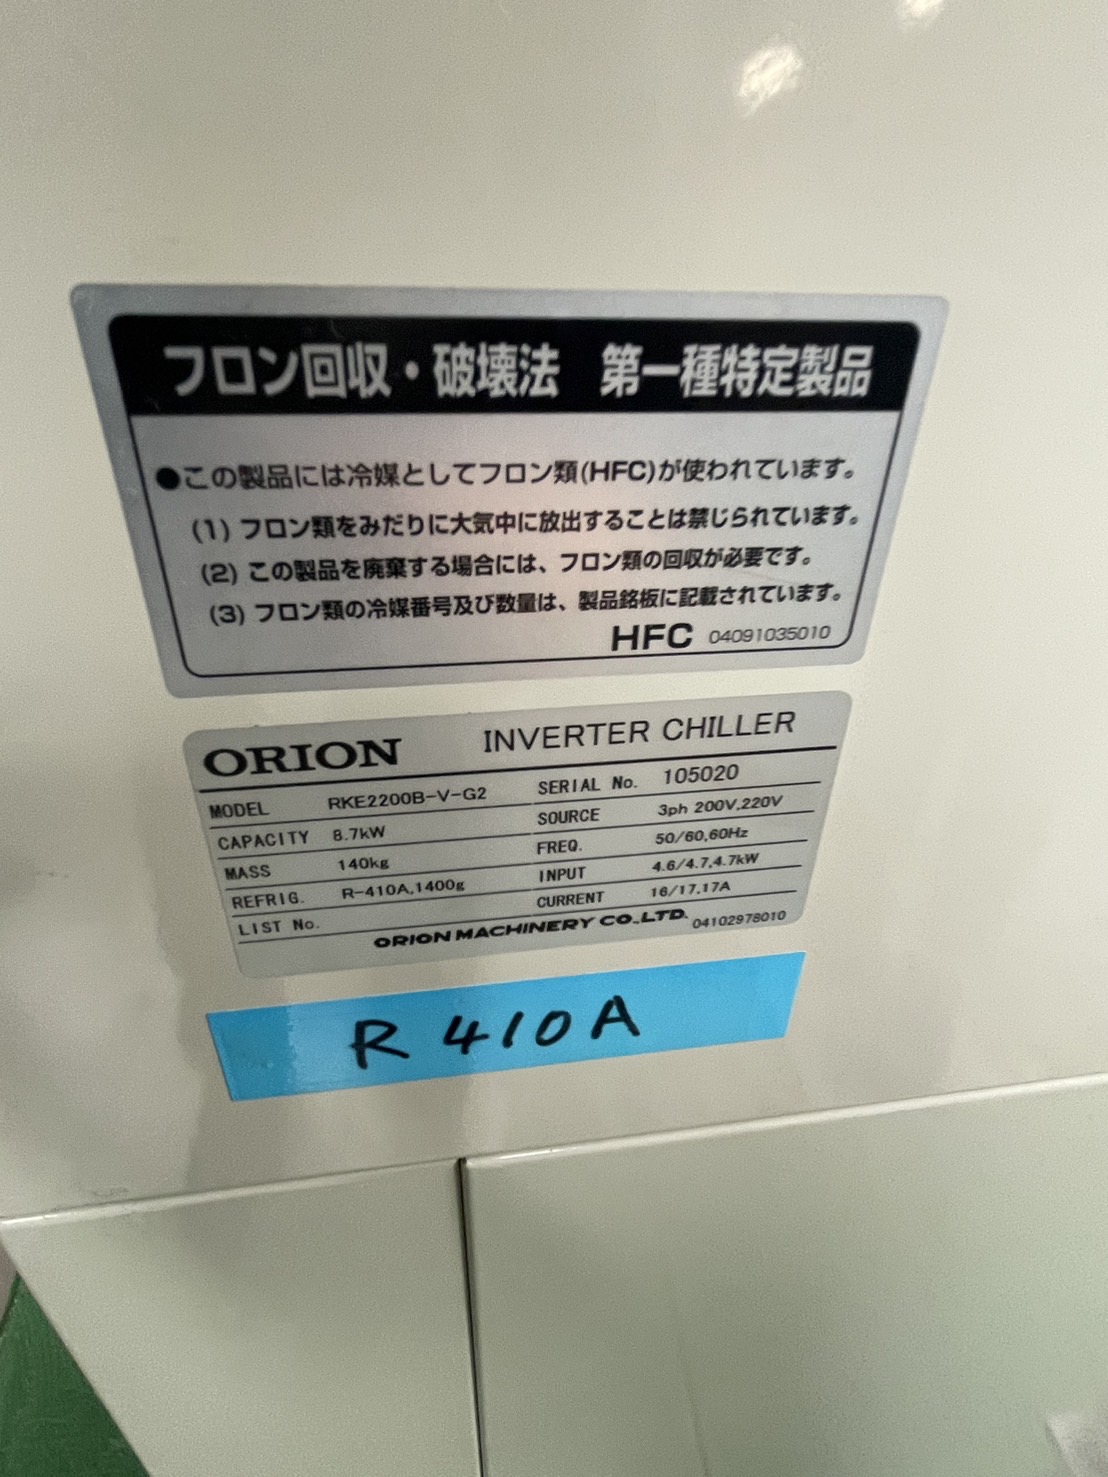 フロン回収・破壊法 第一種特定製品
●この製品には冷媒としてフロン類(HFC)が使われています。
(1) フロン類をみだりに大気中に放出することは禁じられています。
(2) この製品を廃棄する場合には、フロン類の回収が必要です。
(3) フロン類の冷媒番号及び数量は、製品銘板に記載されています。
HFC 04091035010
ORION INVERTER CHILLER
MODEL RKE2200B-V-G2 SERIAL No. 105020
CAPACITY 8.7kW SOURCE 3ph 200V,220V
MASS 140kg FREQ. 50/60,60Hz
REFRIG. R-410A,1400g INPUT 4.6/4.7,4.7kW
LIST No. CURRENT 16/17,17A
ORION MACHINERY CO.,LTD. 04102978010
R410A